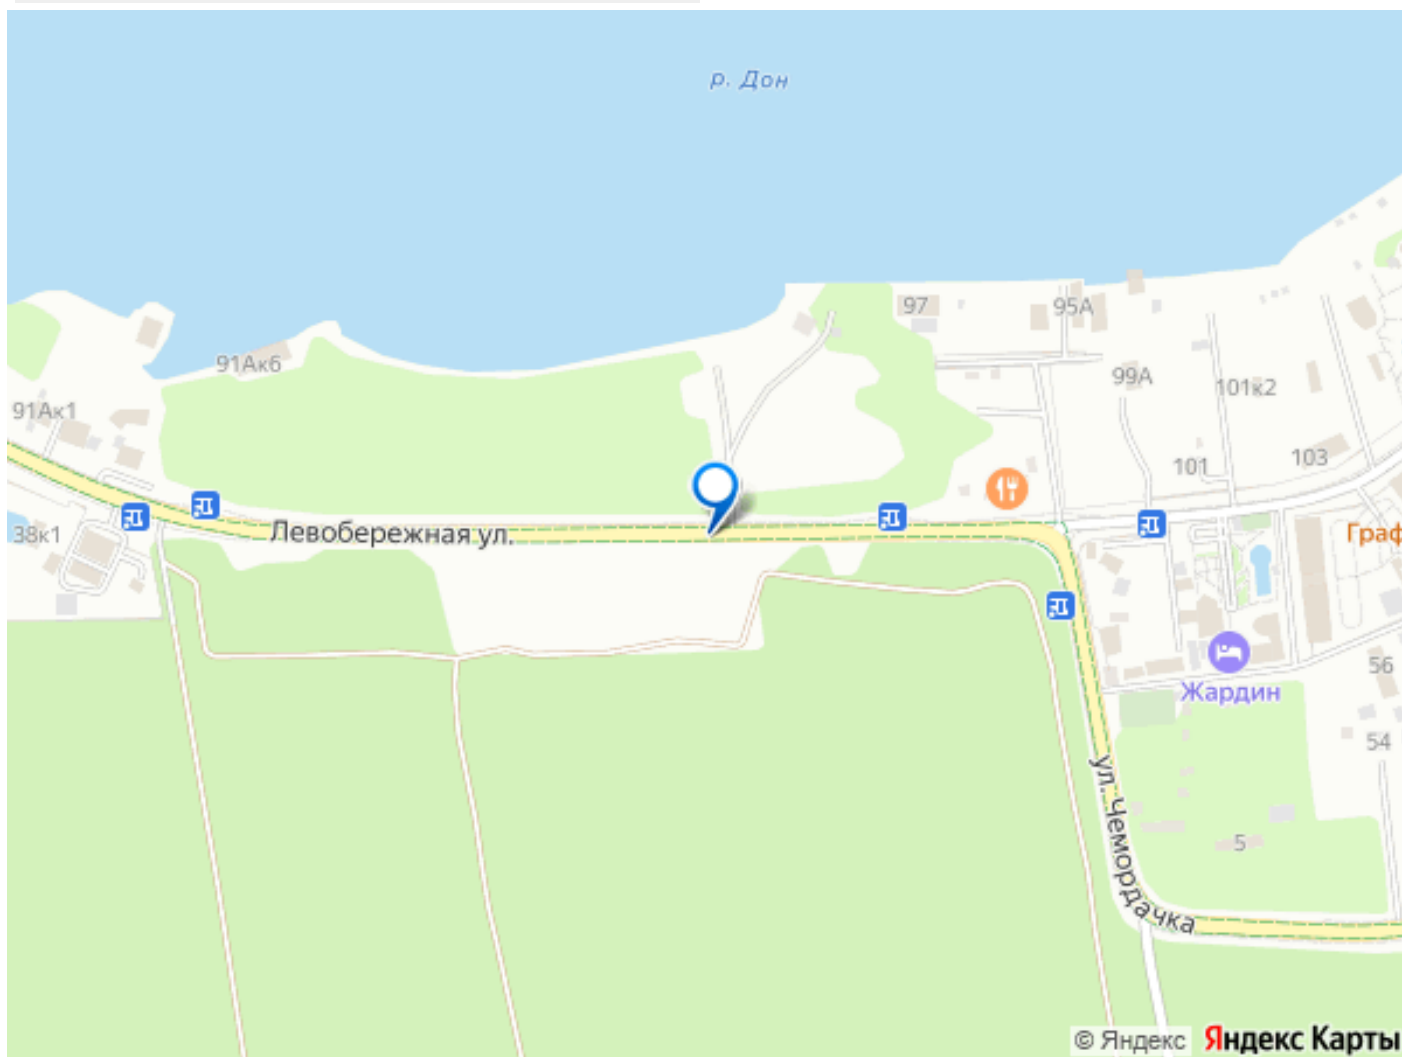 р. Дон
97
95А
91Ак6
99А
101к2
91Ак1
101
103
38к1
Левобережная ул.
Граф
Жардин
56
54
ул. Чемордачка
5
© Яндекс Яндекс Карты